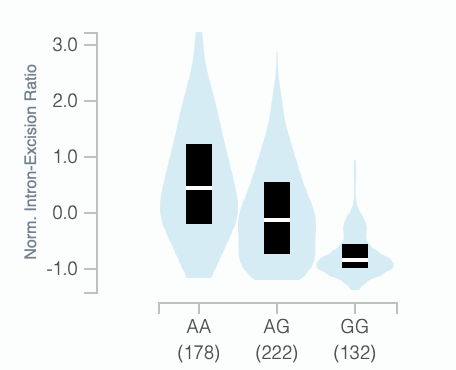 Norm. Intron-Excision Ratio
3.0
2.0
1.0
0.0
-1.0
AA AG GG
(178) (222) (132)